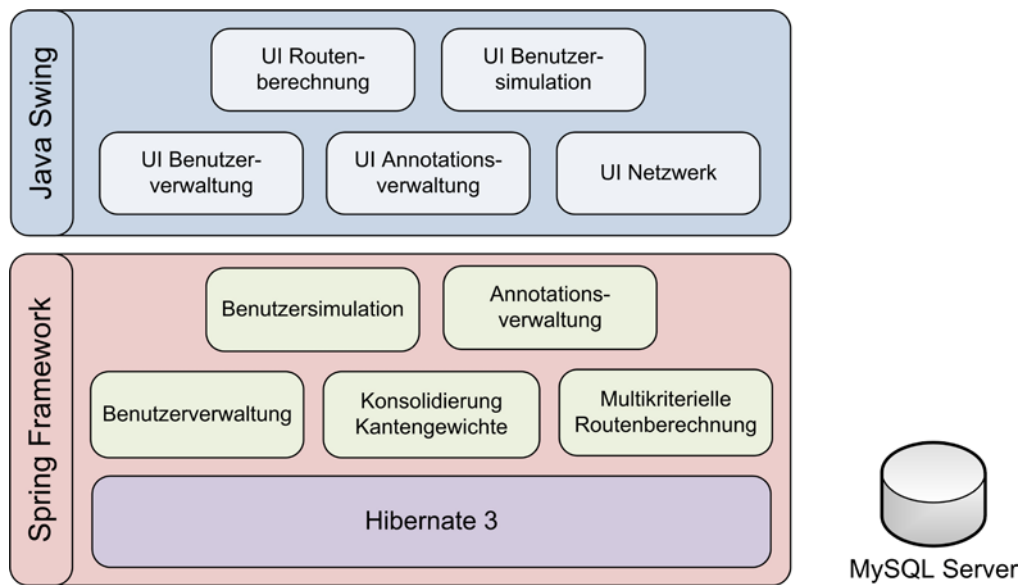 Java Swing
UI Routen-
berechnung
UI Benutzer-
simulation
UI Benutzer-
verwaltung
UI Annotations-
verwaltung
UI Netzwerk
Spring Framework
Benutzersimulation
Annotations-
verwaltung
Benutzerverwaltung
Konsolidierung
Kantengewichte
Multikriterielle
Routenberechnung
Hibernate 3
MySQL Server